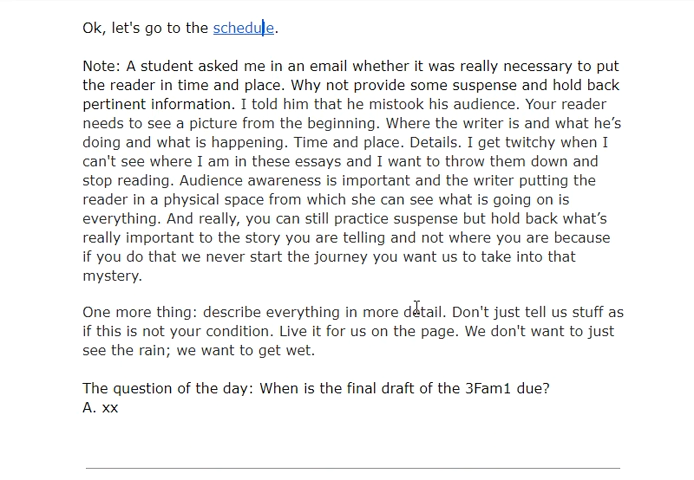 Ok, let's go to the schedule.
Note: A student asked me in an email whether it was really necessary to put
the reader in time and place. Why not provide some suspense and hold back
pertinent information. I told him that he mistook his audience. Your reader
needs to see a picture from the beginning. Where the writer is and what he’s
doing and what is happening. Time and place. Details. I get twitchy when I
can't see where I am in these essays and I want to throw them down and
stop reading. Audience awareness is important and the writer putting the
reader in a physical space from which she can see what is going on is
everything. And really, you can still practice suspense but hold back what’s
really important to the story you are telling and not where you are because
if you do that we never start the journey you want us to take into that
mystery.
One more thing: describe everything in more detail. Don't just tell us stuff as
if this is not your condition. Live it for us on the page. We don't want to just
see the rain; we want to get wet.
The question of the day: When is the final draft of the 3Fam1 due?
A. xx